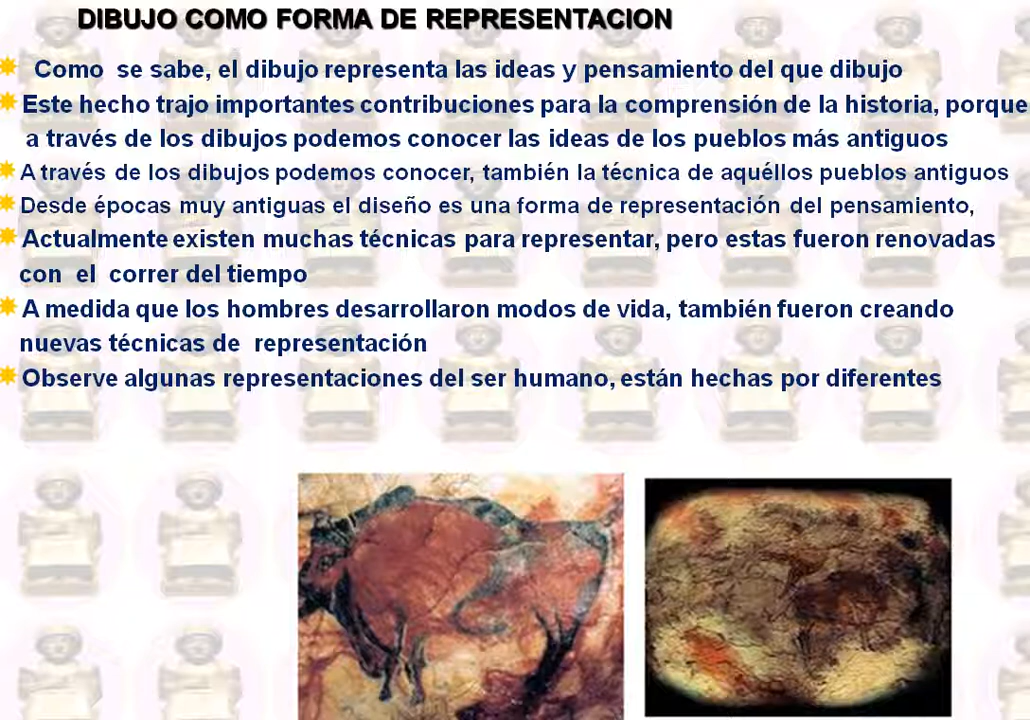 DIBUJO COMO FORMA DE REPRESENTACION
Como se sabe, el dibujo representa las ideas y pensamiento del que dibujo
Este hecho trajo importantes contribuciones para la comprensión de la historia, porque
a través de los dibujos podemos conocer las ideas de los pueblos más antiguos
A través de los dibujos podemos conocer, también la técnica de aquéllos pueblos antiguos
Desde épocas muy antiguas el diseño es una forma de representación del pensamiento,
Actualmente existen muchas técnicas para representar, pero estas fueron renovadas
con el correr del tiempo
A medida que los hombres desarrollaron modos de vida, también fueron creando
nuevas técnicas de representación
Observe algunas representaciones del ser humano, están hechas por diferentes